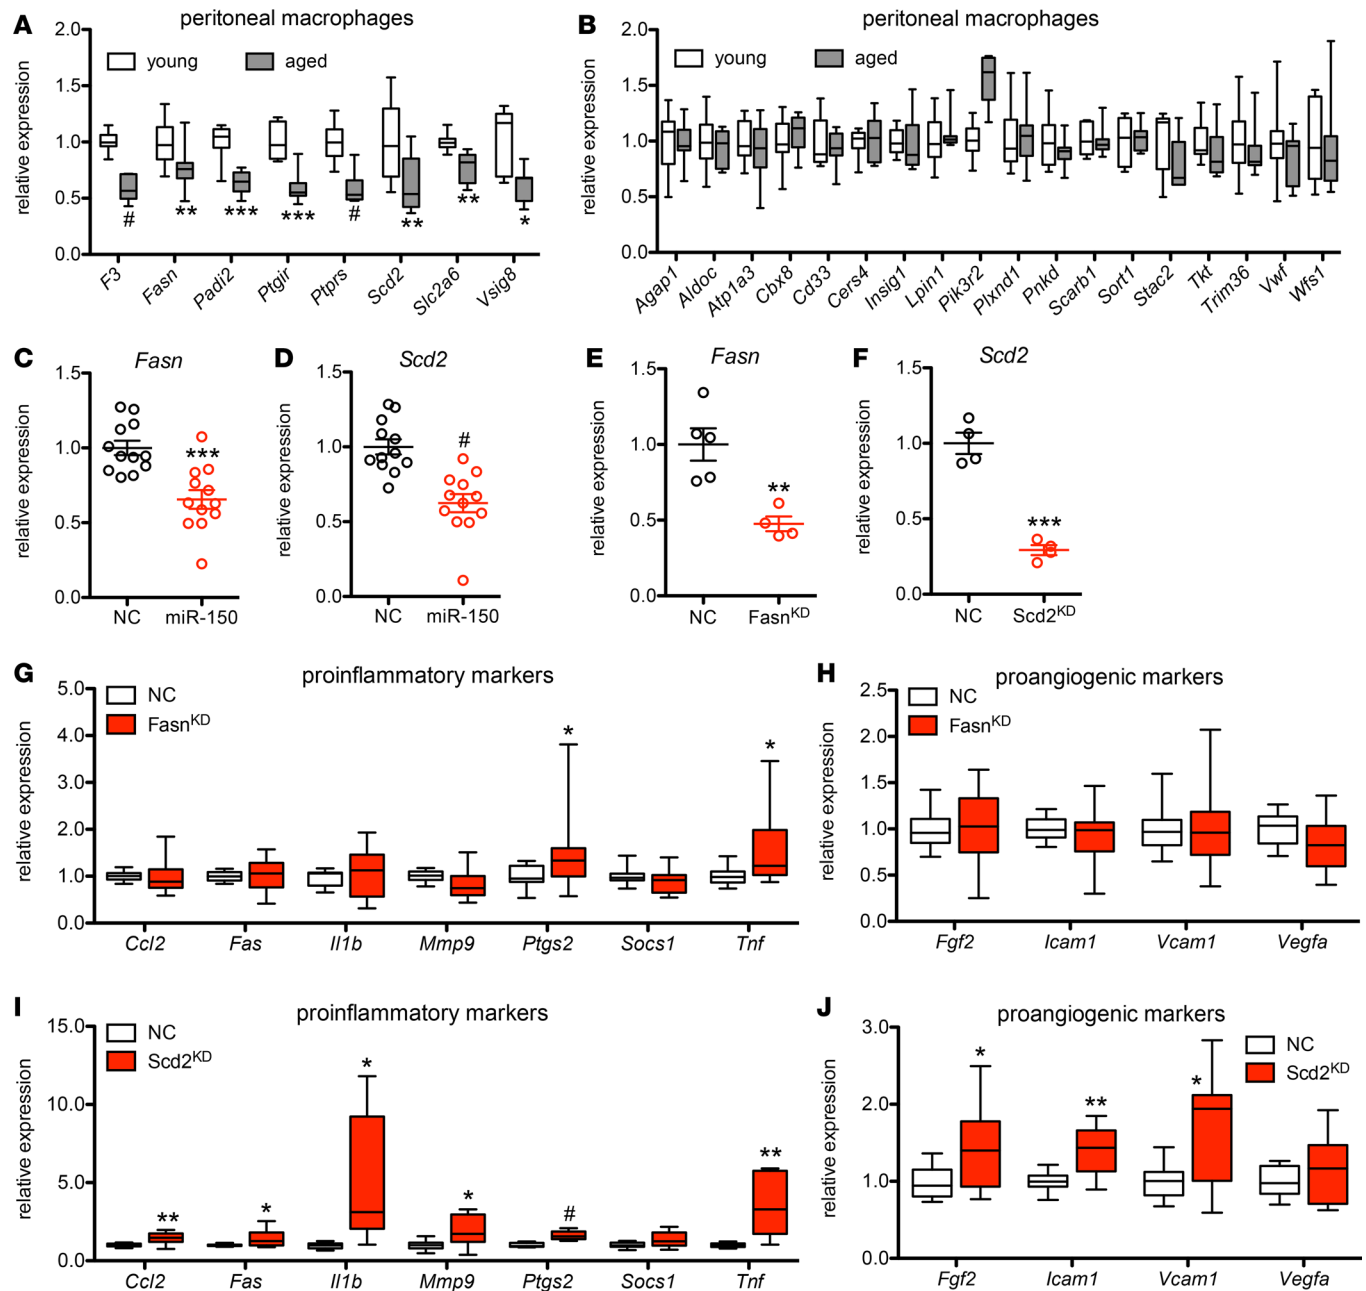 A
peritoneal macrophages
relative expression
2.0
1.5
1.0
0.5
0.0
young
aged
#
**
***
***
#
**
**
*
F3
Fasn
Padi2
Ptgir
Ptprs
Scd2
Slc2a6
Vsig8
B
peritoneal macrophages
relative expression
2.0
1.5
1.0
0.5
0.0
young
aged
Agap1
Aldoc
Atp1a3
Cbx8
Cd33
Cers4
Insig1
Lpin1
Pik3r2
Plxnd1
Pnkd
Scarb1
Sort1
Stac2
Tkt
Trim36
Vwf
Wfs1
C
Fasn
relative expression
1.5
1.0
0.5
0.0
***
NC
miR-150
D
Scd2
relative expression
1.5
1.0
0.5
0.0
#
NC
miR-150
E
Fasn
relative expression
1.5
1.0
0.5
0.0
**
NC
FasnKD
F
Scd2
relative expression
1.5
1.0
0.5
0.0
***
NC
Scd2KD
G
proinflammatory markers
relative expression
5.0
4.0
3.0
2.0
1.0
0.0
NC
FasnKD
*
*
Ccl2
Fas
Il1b
Mmp9
Ptgs2
Socs1
Tnf
H
proangiogenic markers
relative expression
2.5
2.0
1.5
1.0
0.5
0.0
NC
FasnKD
Fgf2
Icam1
Vcam1
Vegfa
I
proinflammatory markers
relative expression
15.0
10.0
5.0
0.0
NC
Scd2KD
**
*
*
*
#
**
Ccl2
Fas
Il1b
Mmp9
Ptgs2
Socs1
Tnf
J
proangiogenic markers
relative expression
3.0
2.0
1.0
0.0
NC
Scd2KD
*
**
*
Fgf2
Icam1
Vcam1
Vegfa